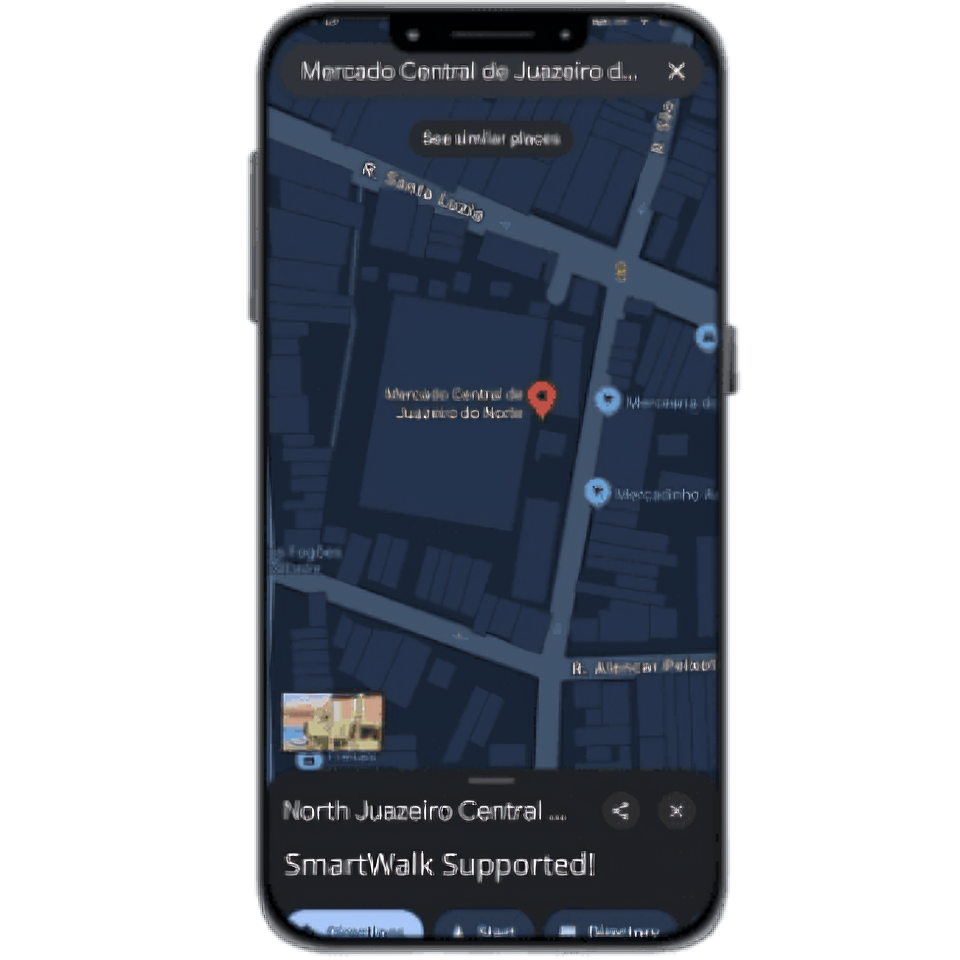 Mercado Central de Juazeiro d...
See similar places
R. São
R. Santa Luzia
Mercado Central de
Juazeiro do Norte
Mercearia do
Mercadinho
Fogões
R. Alencar Peixot
North Juazeiro Central ...
SmartWalk Supported!
Directions
Start
Directory